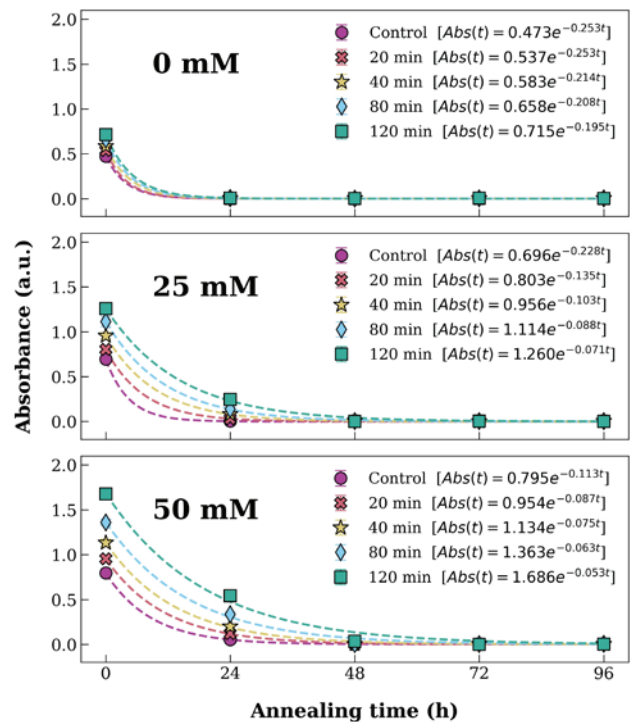 Absorbance (a.u.)
2.0
1.5
1.0
0.5
0.0
0 mM
Control [Abs(t) = 0.473e^{-0.253t}]
20 min [Abs(t) = 0.537e^{-0.253t}]
40 min [Abs(t) = 0.583e^{-0.214t}]
80 min [Abs(t) = 0.658e^{-0.208t}]
120 min [Abs(t) = 0.715e^{-0.195t}]
2.0
1.5
1.0
0.5
0.0
25 mM
Control [Abs(t) = 0.696e^{-0.228t}]
20 min [Abs(t) = 0.803e^{-0.135t}]
40 min [Abs(t) = 0.956e^{-0.103t}]
80 min [Abs(t) = 1.114e^{-0.088t}]
120 min [Abs(t) = 1.260e^{-0.071t}]
2.0
1.5
1.0
0.5
0.0
50 mM
Control [Abs(t) = 0.795e^{-0.113t}]
20 min [Abs(t) = 0.954e^{-0.087t}]
40 min [Abs(t) = 1.134e^{-0.075t}]
80 min [Abs(t) = 1.363e^{-0.063t}]
120 min [Abs(t) = 1.686e^{-0.053t}]
0 24 48 72 96
Annealing time (h)